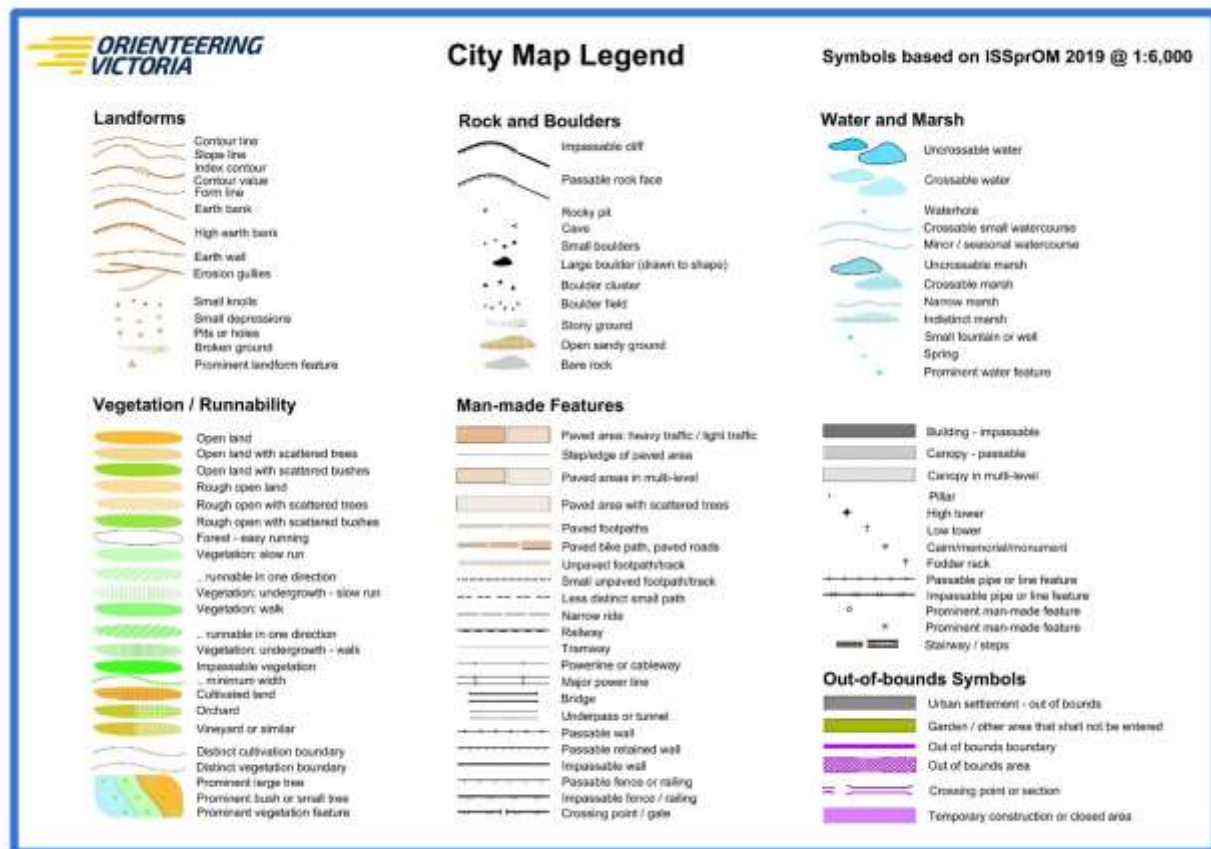 ORIENTEERING
VICTORIA
City Map Legend
Symbols based on ISSprOM 2019 @ 1:6,000
Landforms
Contour line
Slope line
Index contour
Contour value
Form line
Earth bank
High earth bank
Earth wall
Erosion gullies
Small knolls
Small depressions
Pits or holes
Broken ground
Prominent landform feature
Rock and Boulders
Impassable cliff
Passable rock face
Rocky pit
Cave
Small boulders
Large boulder (drawn to shape)
Boulder cluster
Boulder field
Stony ground
Open sandy ground
Bare rock
Water and Marsh
Uncrossable water
Crossable water
Waterhole
Crossable small watercourse
Minor / seasonal watercourse
Uncrossable marsh
Crossable marsh
Narrow marsh
Indistinct marsh
Small fountain or well
Spring
Prominent water feature
Vegetation / Runnability
Open land
Open land with scattered trees
Open land with scattered bushes
Rough open land
Rough open with scattered trees
Rough open with scattered bushes
Forest - easy running
Vegetation: slow run
.. runnable in one direction
Vegetation: undergrowth - slow run
Vegetation: walk
.. runnable in one direction
Vegetation: undergrowth - walk
Impassable vegetation
.. minimum width
Cultivated land
Orchard
Vineyard or similar
Distinct cultivation boundary
Distinct vegetation boundary
Prominent large tree
Prominent bush or small tree
Prominent vegetation feature
Man-made Features
Paved area: heavy traffic / light traffic
Step/edge of paved area
Paved areas in multi-level
Paved area with scattered trees
Paved footpaths
Paved bike path, paved roads
Unpaved footpath/track
Small unpaved footpath/track
Less distinct small path
Narrow ride
Railway
Tramway
Powerline or cableway
Major power line
Bridge
Underpass or tunnel
Passable wall
Passable retained wall
Impassable wall
Passable fence or railing
Impassable fence / railing
Crossing point / gate
Building - impassable
Canopy - passable
Canopy in multi-level
Pillar
High tower
Low tower
Cairn/memorial/monument
Fodder rack
Passable pipe or line feature
Impassable pipe or line feature
Prominent man-made feature
Prominent man-made feature
Stairway / steps
Out-of-bounds Symbols
Urban settlement - out of bounds
Garden / other area that shall not be entered
Out of bounds boundary
Out of bounds area
Crossing point or section
Temporary construction or closed area